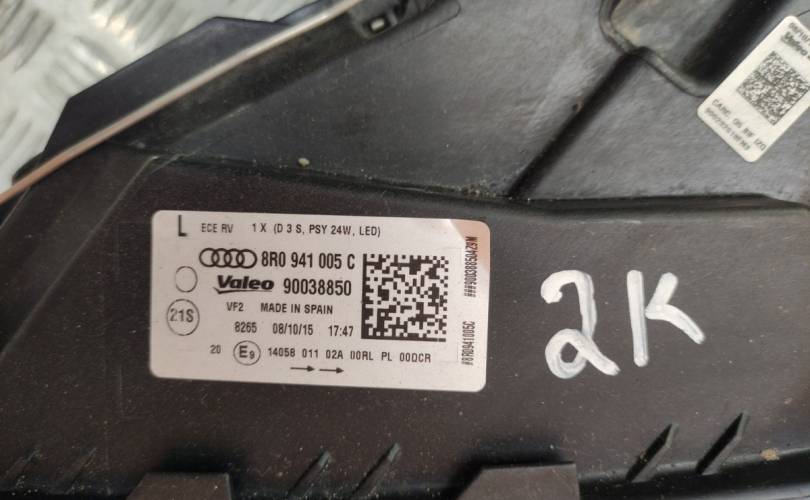 L ECE RV 1 X (D 3 S, PSY 24W, LED)
8R0 941 005 C
Valeo 90038850
21S
VF2 MADE IN SPAIN
8265 08/10/15 17:47
20 E9 14058 011 02A 00RL PL 00DCR
#8R0941005C
2K